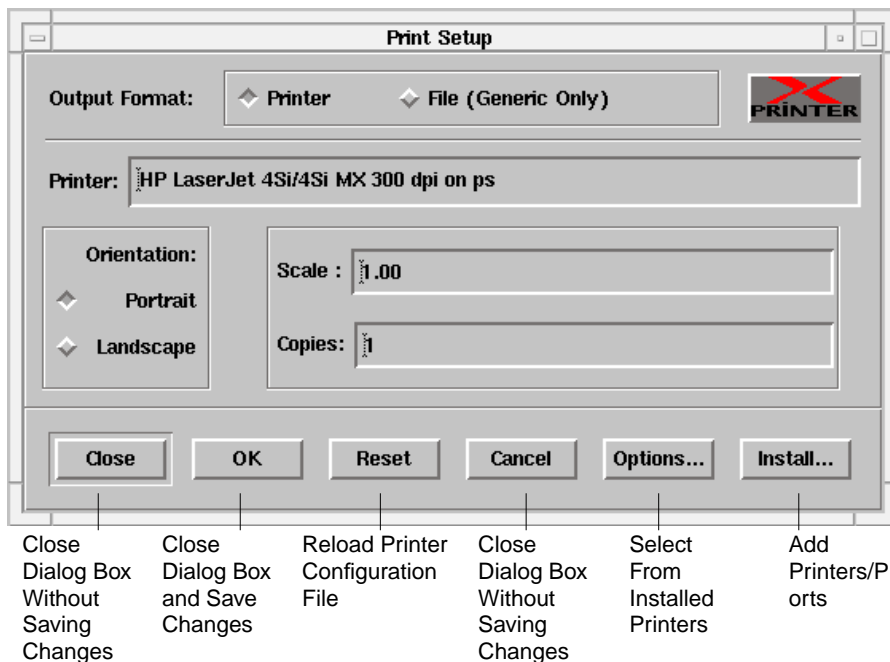 Print Setup
Output Format: Printer File (Generic Only)
X
PRINTER
Printer: HP LaserJet 4Si/4Si MX 300 dpi on ps
Orientation:
Portrait
Landscape
Scale : 1.00
Copies: 1
Close OK Reset Cancel Options... Install...
Close
Dialog Box
Without
Saving
Changes
Close
Dialog Box
and Save
Changes
Reload Printer
Configuration
File
Close
Dialog Box
Without
Saving
Changes
Select
From
Installed
Printers
Add
Printers/P
orts